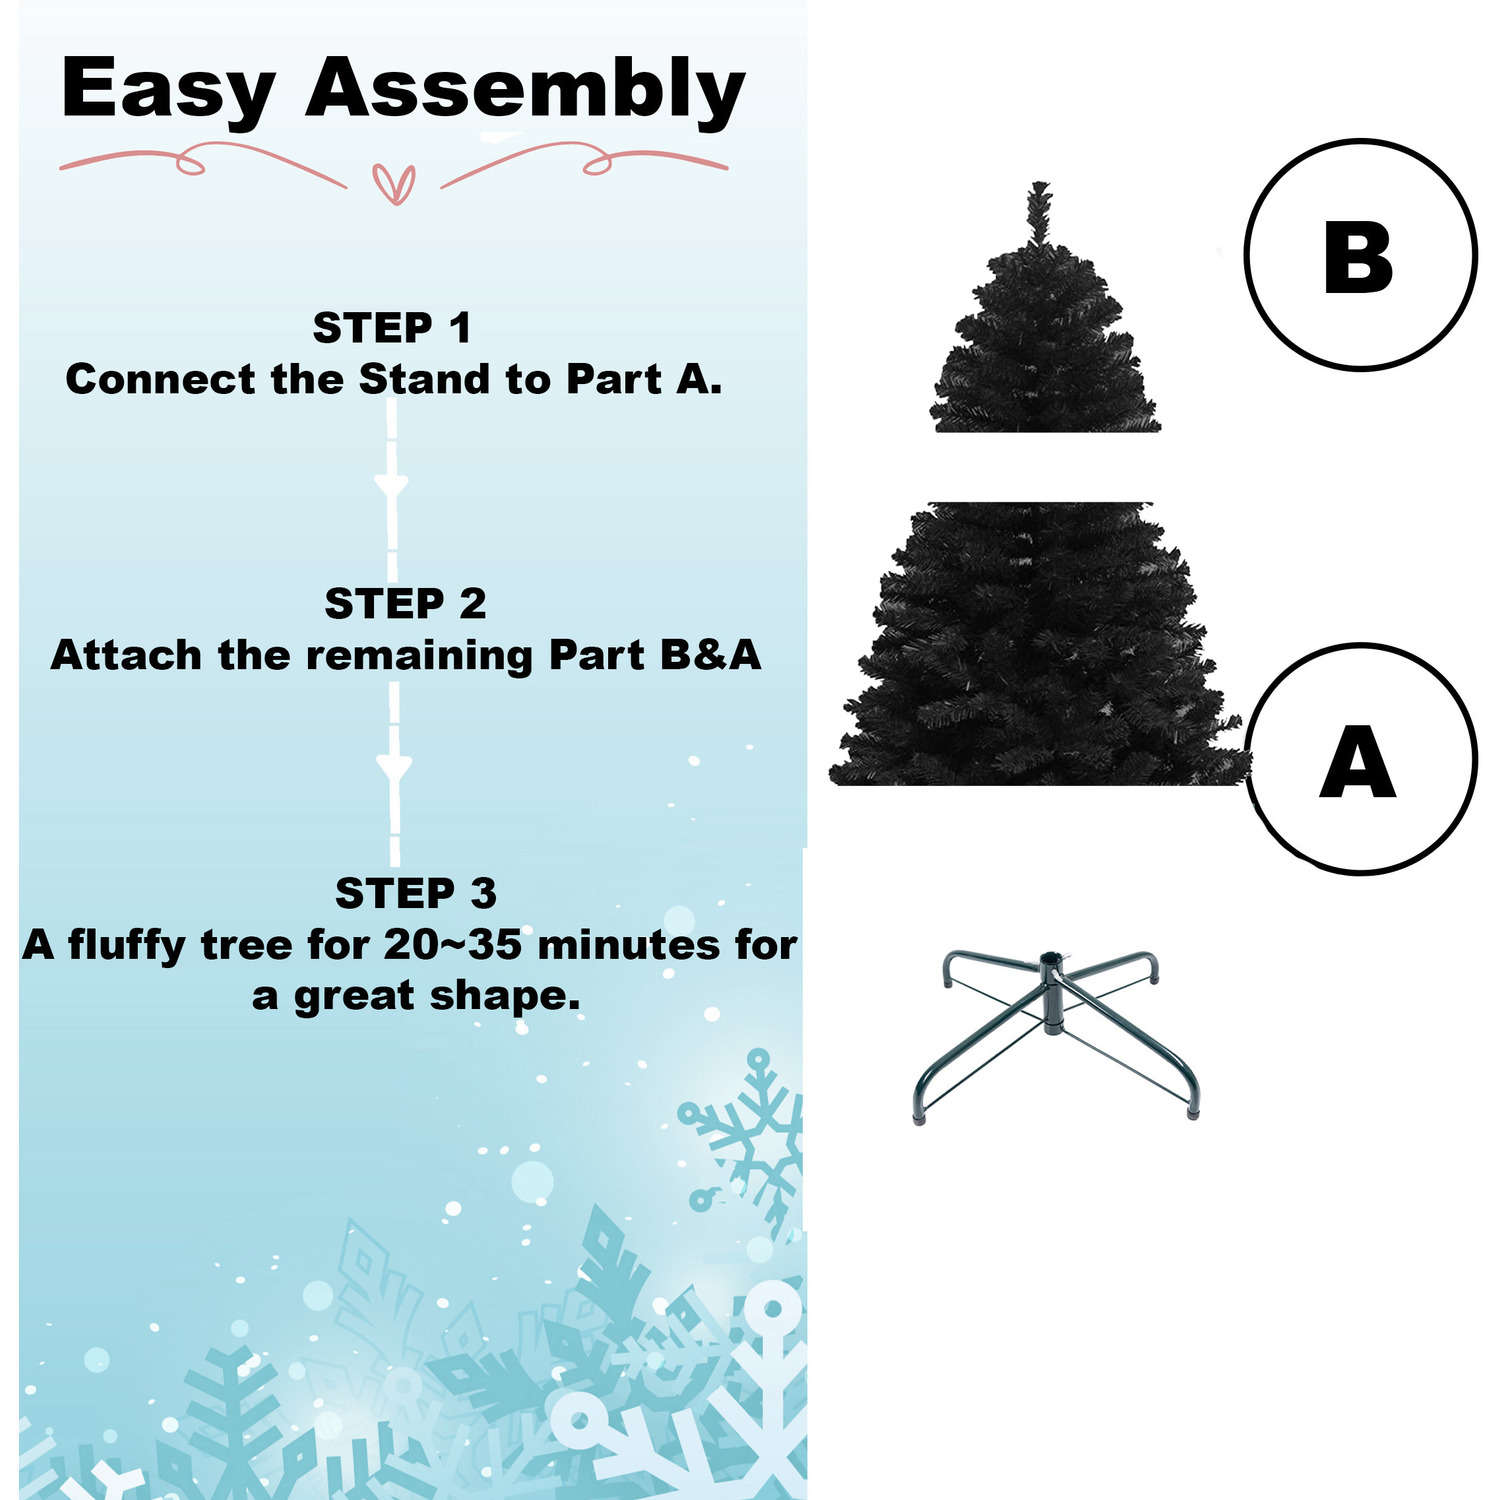 Easy Assembly
STEP 1
Connect the Stand to Part A.
STEP 2
Attach the remaining Part B&A
STEP 3
A fluffy tree for 20~35 minutes for
a great shape.
B
A